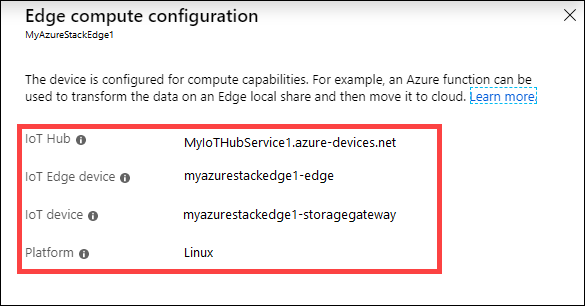 Edge compute configuration
MyAzureStackEdge1
The device is configured for compute capabilities. For example, an Azure function can be
used to transform the data on an Edge local share and then move it to cloud. Learn more.
IoT Hub MyIoTHubService1.azure-devices.net
IoT Edge device myazurestackedge1-edge
IoT device myazurestackedge1-storagegateway
Platform Linux